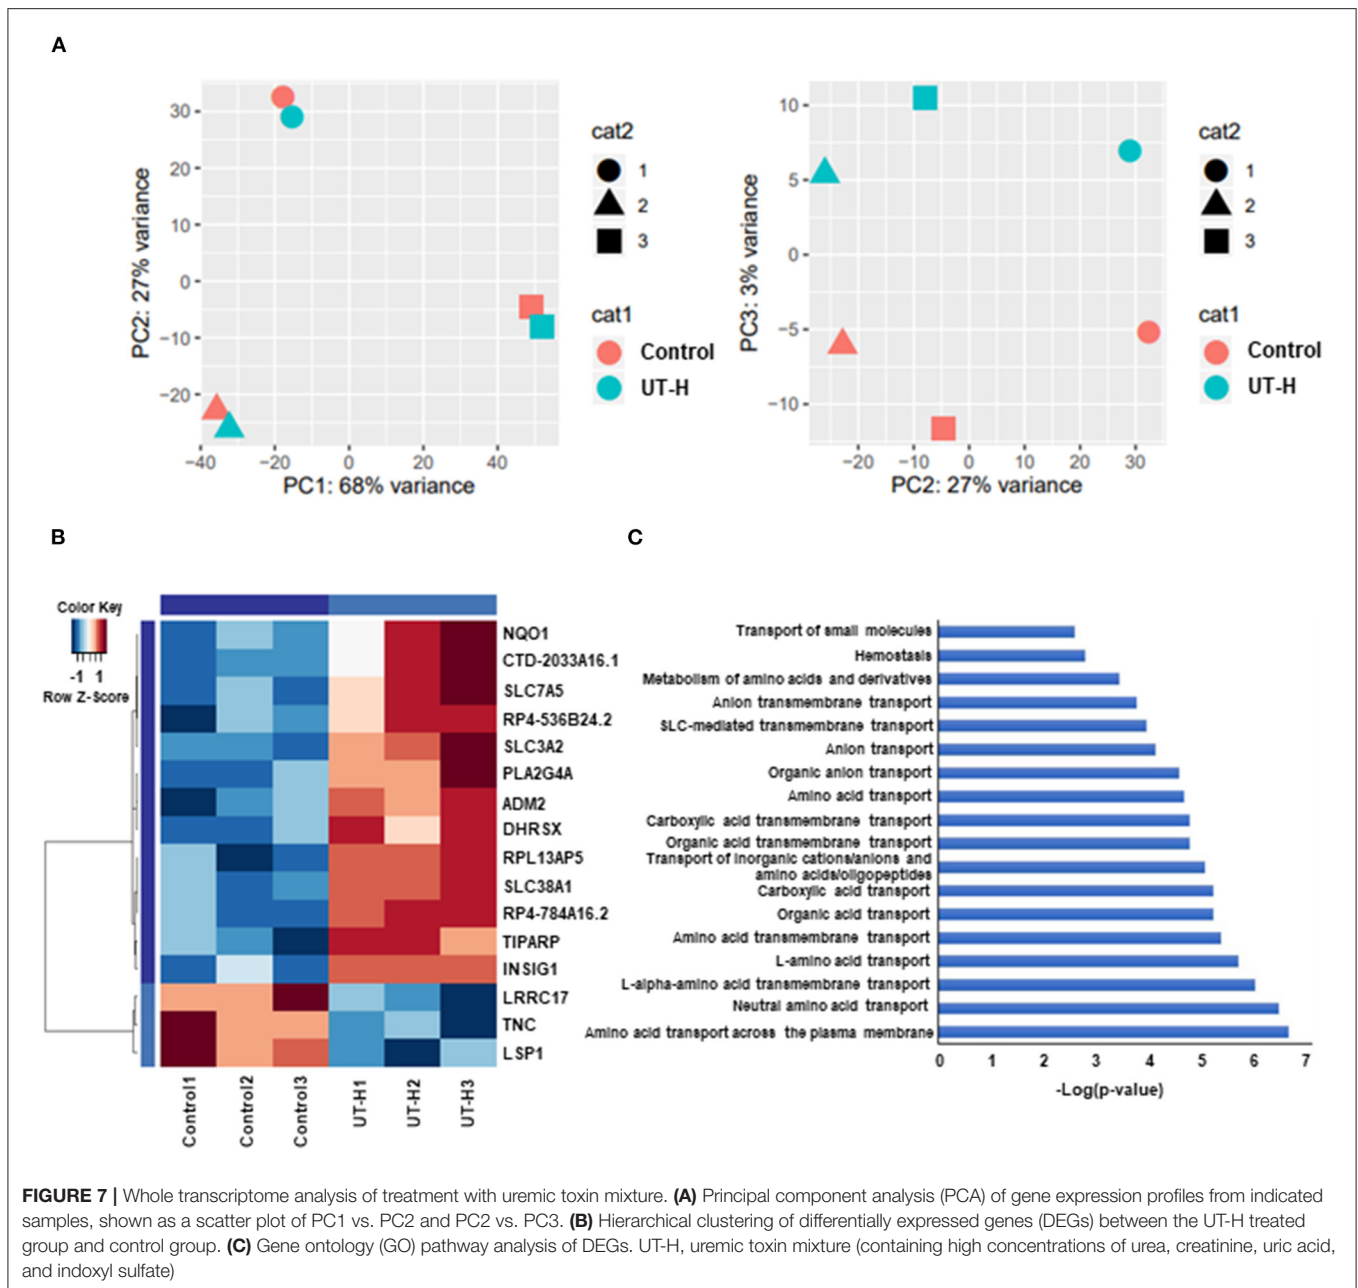 A
30
20
10
0
−10
−20
−40
−20
0
20
40
PC2: 27% variance
PC1: 68% variance
cat2
1
2
3
cat1
Control
UT-H
10
5
0
−5
−10
−20
−10
0
10
20
30
PC3: 3% variance
PC2: 27% variance
cat2
1
2
3
cat1
Control
UT-H
B
Color Key
-1 1
Row Z-Score
NQO1
CTD-2033A16.1
SLC7A5
RP4-536B24.2
SLC3A2
PLA2G4A
ADM2
DHRSX
RPL13AP5
SLC38A1
RP4-784A16.2
TIPARP
INSIG1
LRRC17
TNC
LSP1
Control1
Control2
Control3
UT-H1
UT-H2
UT-H3
C
Transport of small molecules
Hemostasis
Metabolism of amino acids and derivatives
Anion transmembrane transport
SLC-mediated transmembrane transport
Anion transport
Organic anion transport
Amino acid transport
Carboxylic acid transmembrane transport
Organic acid transmembrane transport
Transport of inorganic cations/anions and
amino acids/oligopeptides
Carboxylic acid transport
Organic acid transport
Amino acid transmembrane transport
L-amino acid transport
L-alpha-amino acid transmembrane transport
Neutral amino acid transport
Amino acid transport across the plasma membrane
0 1 2 3 4 5 6 7
-Log(p-value)
FIGURE 7 | Whole transcriptome analysis of treatment with uremic toxin mixture. (A) Principal component analysis (PCA) of gene expression profiles from indicated
samples, shown as a scatter plot of PC1 vs. PC2 and PC2 vs. PC3. (B) Hierarchical clustering of differentially expressed genes (DEGs) between the UT-H treated
group and control group. (C) Gene ontology (GO) pathway analysis of DEGs. UT-H, uremic toxin mixture (containing high concentrations of urea, creatinine, uric acid,
and indoxyl sulfate)